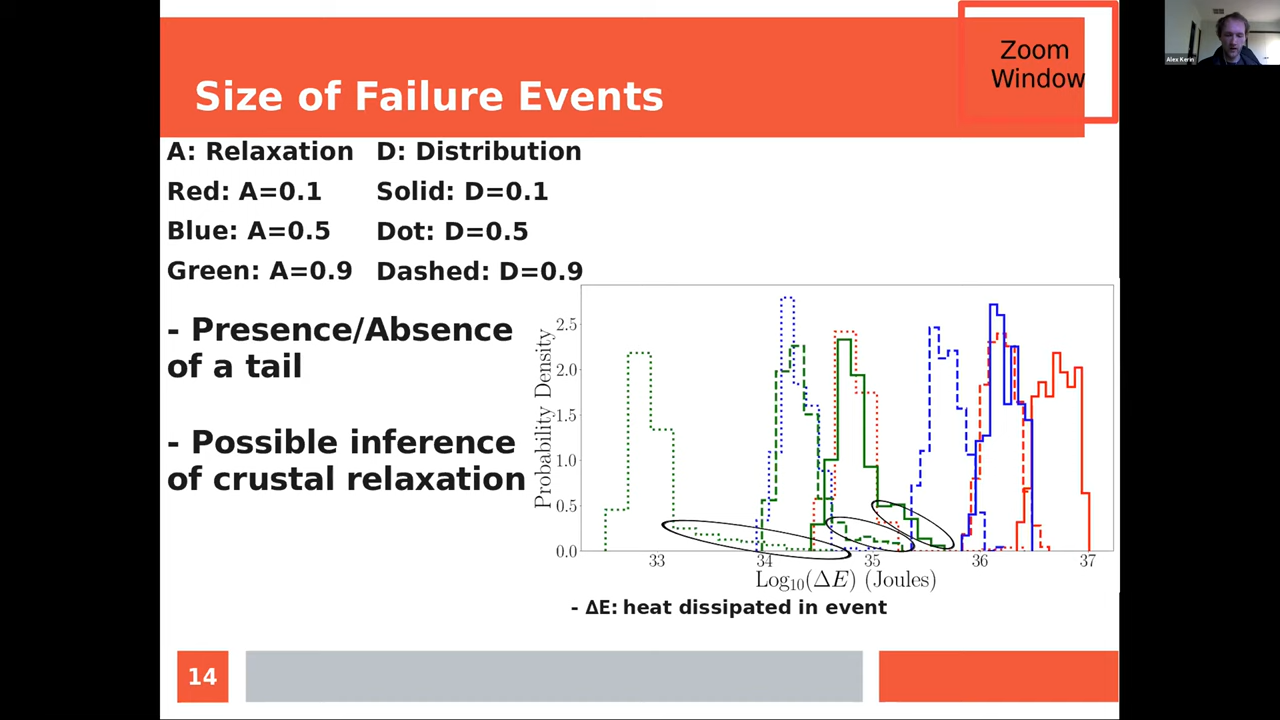 Zoom
Window
Alex Kerin
Size of Failure Events
A: Relaxation D: Distribution
Red: A=0.1 Solid: D=0.1
Blue: A=0.5 Dot: D=0.5
Green: A=0.9 Dashed: D=0.9
- Presence/Absence
of a tail
- Possible inference
of crustal relaxation
Probability Density
2.5
2.0
1.5
1.0
0.5
0.0
33 34 35 36 37
Log₁₀(ΔE) (Joules)
- ΔE: heat dissipated in event
14